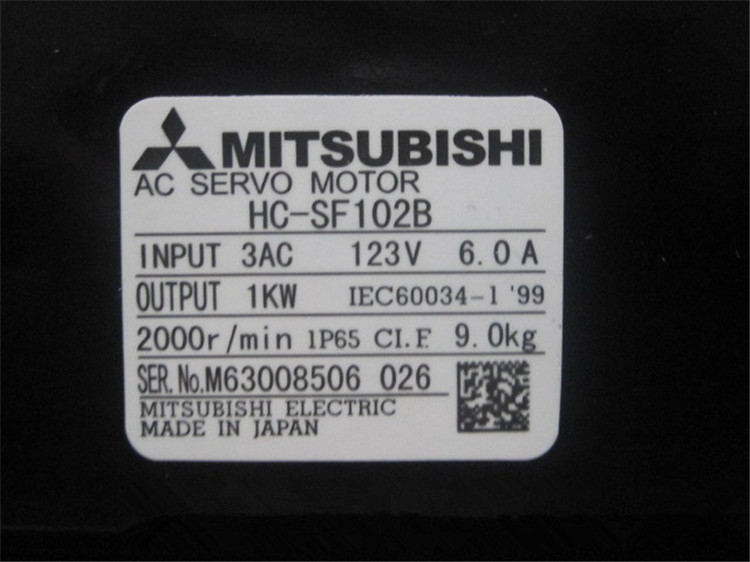 MITSUBISHI
AC SERVO MOTOR
HC-SF102B
INPUT 3AC 123V 6.0A
OUTPUT 1KW IEC60034-1 '99
2000r/min 1P65 CI.F 9.0kg
SER.No.M63008506 026
MITSUBISHI ELECTRIC
MADE IN JAPAN